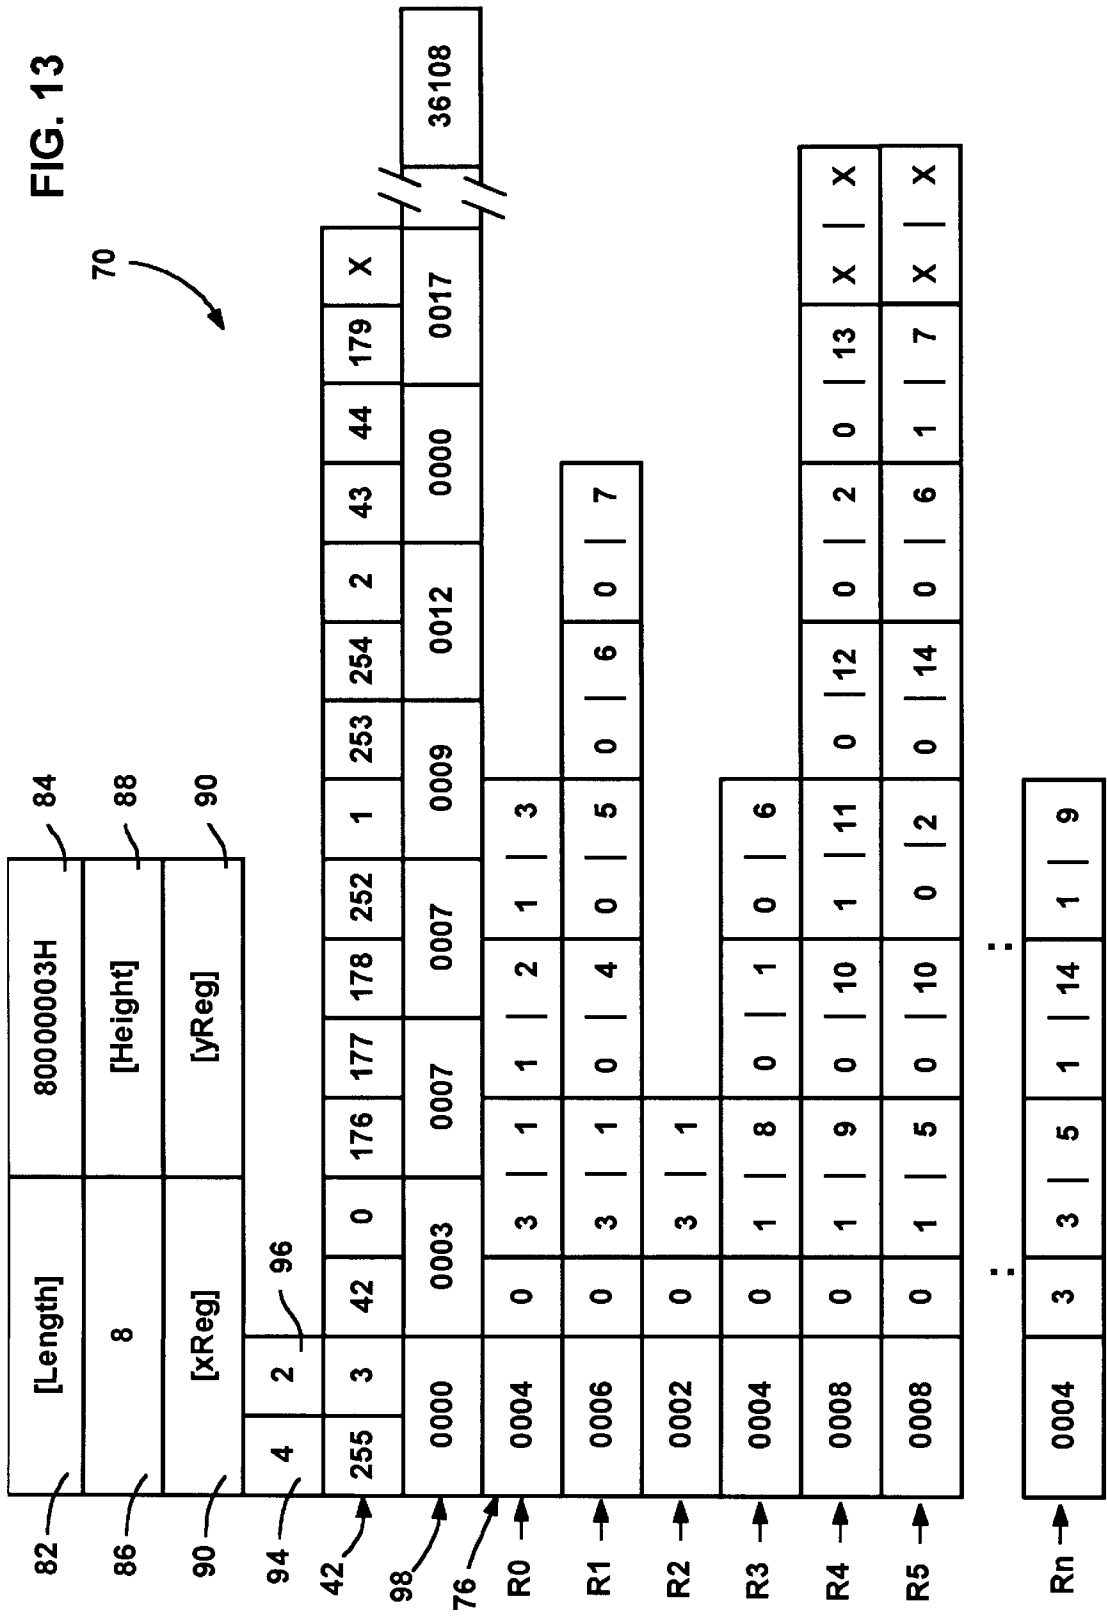 FIG. 13
70
82 [Length] 80000003H 84
86 8 [Height] 88
90 [xReg] [yReg] 90
94 4 2 96
42 255 3 42 0 176 177 178 252 1 253 254 2 43 44 179 X
98 0000 0003 0007 0007 0009 0012 0000 0017 36108
76
R0 0004 0 3 | 1 1 | 2 1 | 3
R1 0006 0 3 | 1 0 | 4 0 | 5 0 | 6 0 | 7
R2 0002 0 3 | 1
R3 0004 0 1 | 8 0 | 1 0 | 6
R4 0008 0 1 | 9 0 | 10 1 | 11 0 | 12 0 | 2 0 | 13 X | X
R5 0008 0 1 | 5 0 | 10 0 | 2 0 | 14 0 | 6 1 | 7 X | X
: :
Rn 0004 3 3 | 5 1 | 14 1 | 9